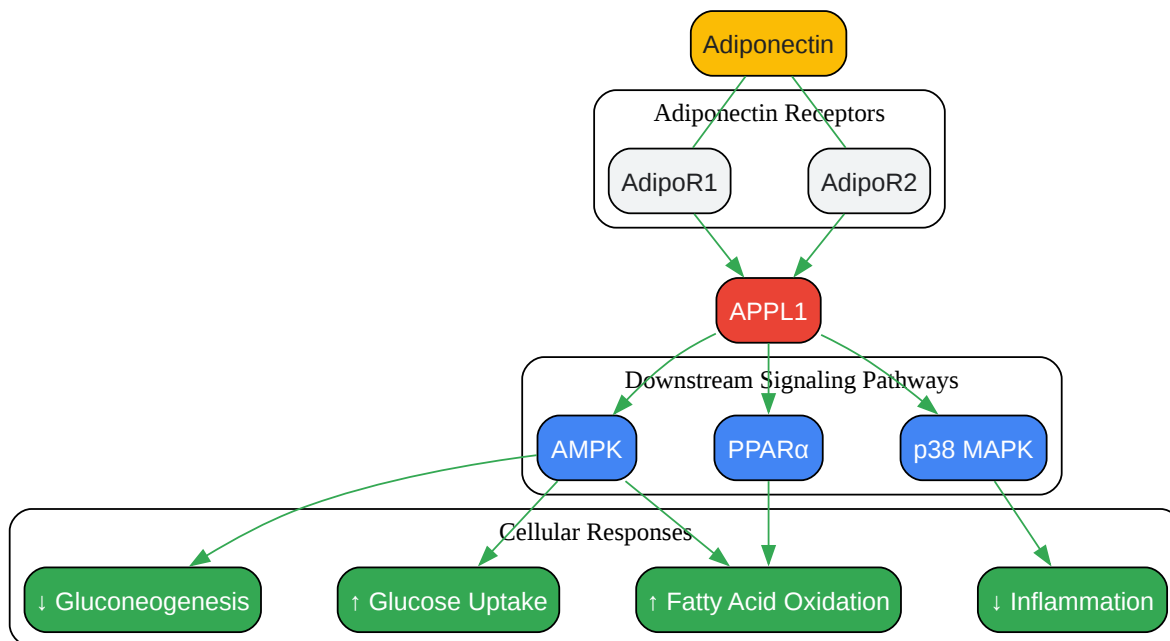 Adiponectin
Adiponectin Receptors
AdipoR1
AdipoR2
APPL1
Downstream Signaling Pathways
AMPK
PPARα
p38 MAPK
Cellular Responses
↓ Gluconeogenesis
↑ Glucose Uptake
↑ Fatty Acid Oxidation
↓ Inflammation